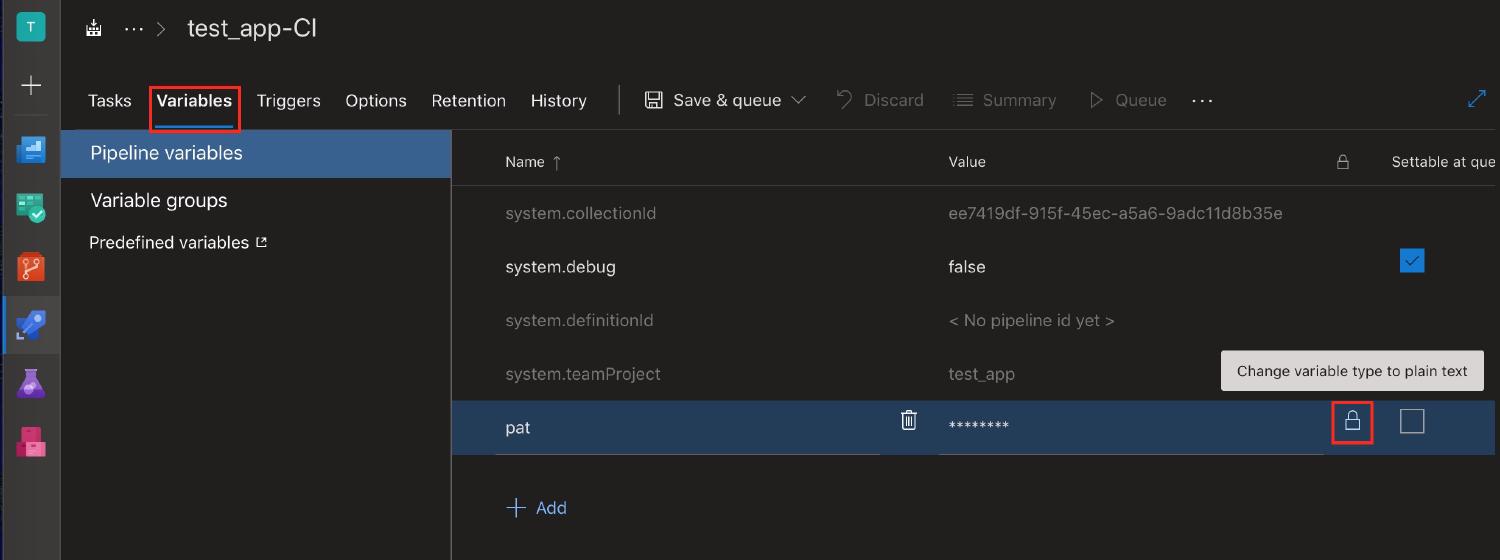 T
... > test_app-CI
Tasks Variables Triggers Options Retention History Save & queue Discard Summary Queue ...
Pipeline variables
Variable groups
Predefined variables
Name ↑ Value Settable at que
system.collectionId ee7419df-915f-45ec-a5a6-9adc11d8b35e
system.debug false
system.definitionId < No pipeline id yet >
system.teamProject test_app
Change variable type to plain text
pat ********
+ Add